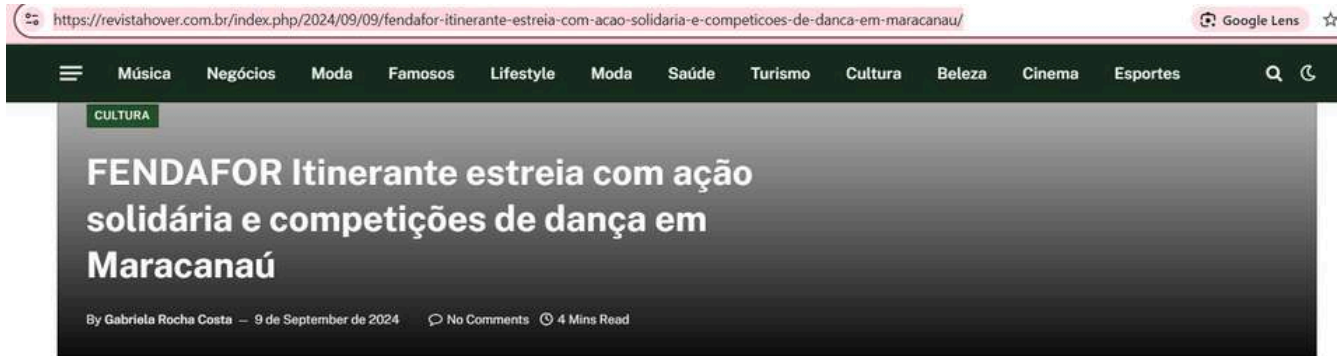 https://revistahover.com.br/index.php/2024/09/09/fendafor-itinerante-estreia-com-acao-solidaria-e-competicoes-de-danca-em-maracanau/ Google Lens
Música Negócios Moda Famosos Lifestyle Moda Saúde Turismo Cultura Beleza Cinema Esportes
CULTURA
FENDAFOR Itinerante estreia com ação
solidária e competições de dança em
Maracanaú
By Gabriela Rocha Costa — 9 de September de 2024 No Comments 4 Mins Read